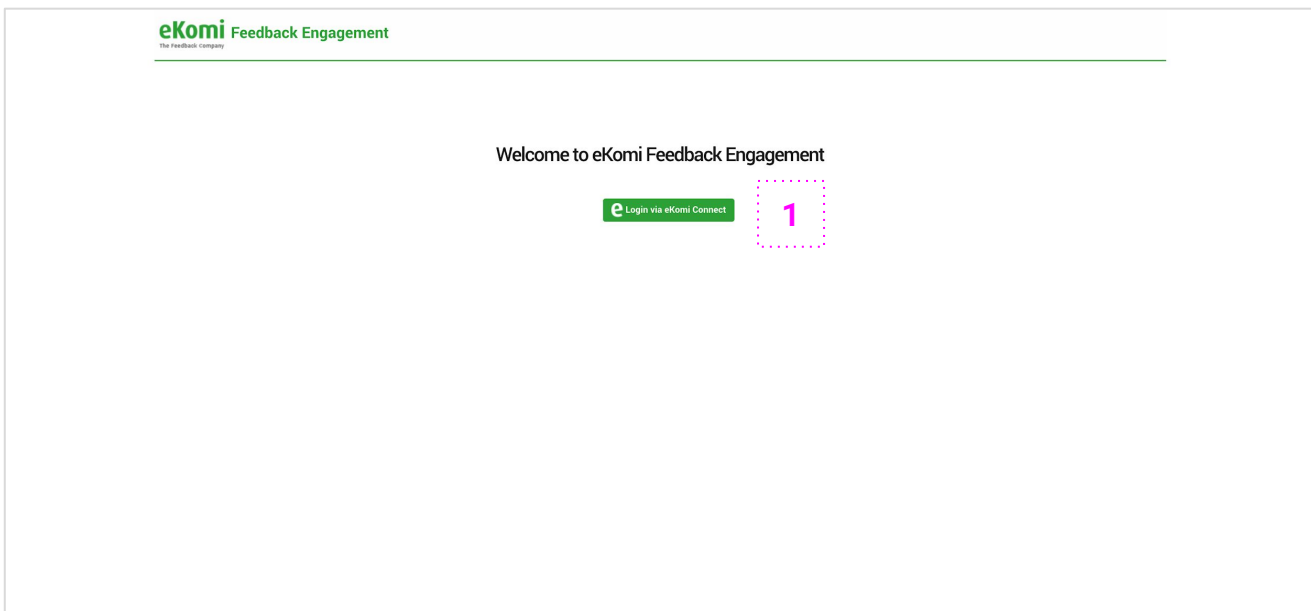 eKomi Feedback Engagement
The Feedback Company
Welcome to eKomi Feedback Engagement
e Login via eKomi Connect
1